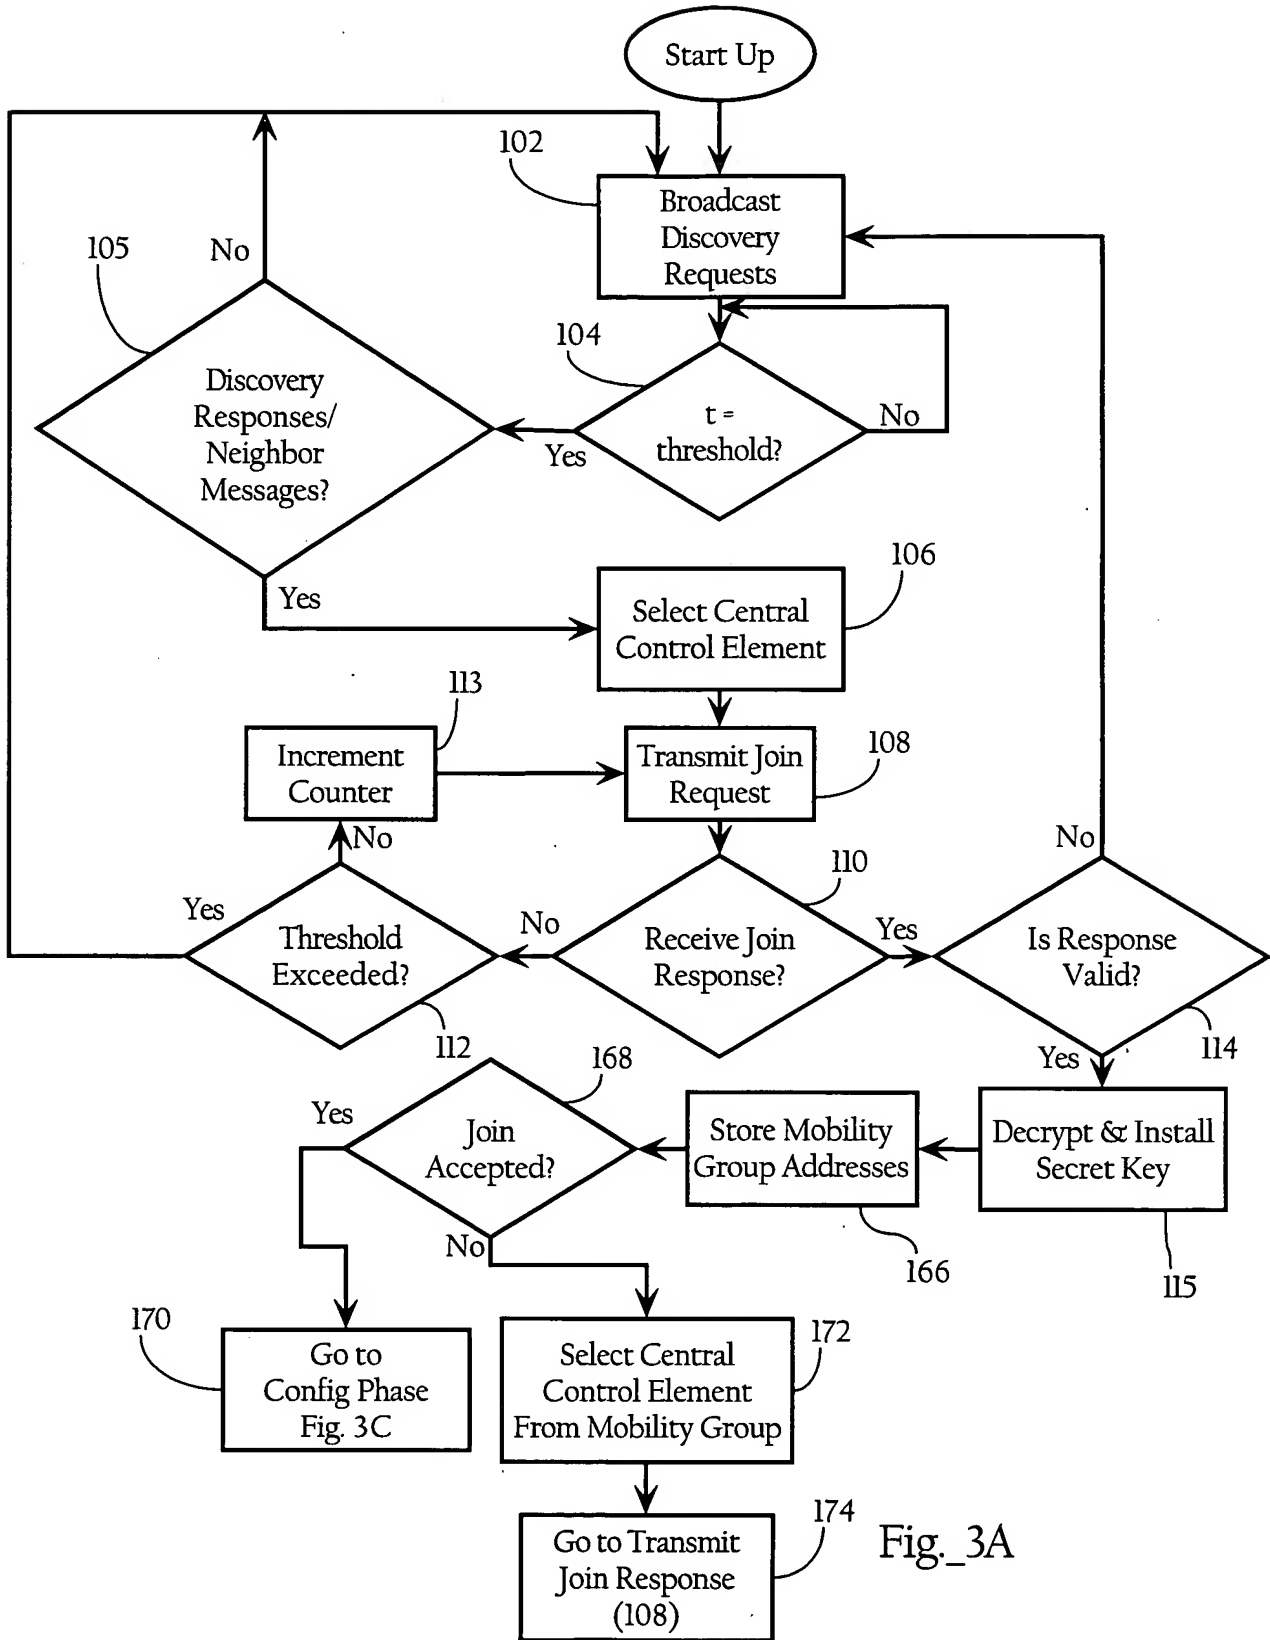 Start Up
102
Broadcast
Discovery
Requests
105
No
104
Discovery
Responses/
Neighbor
Messages?
t =
threshold?
No
Yes
Yes
106
Select Central
Control Element
113
Increment
Counter
Transmit Join
Request
108
No
No
110
Yes
Threshold
Exceeded?
No
Receive Join
Response?
Yes
Is Response
Valid?
112
168
Yes
114
Yes
Join
Accepted?
Store Mobility
Group Addresses
Decrypt & Install
Secret Key
No
166
115
170
Go to
Config Phase
Fig. 3C
Select Central
Control Element
From Mobility Group
172
Go to Transmit
Join Response
(108)
174
Fig._3A